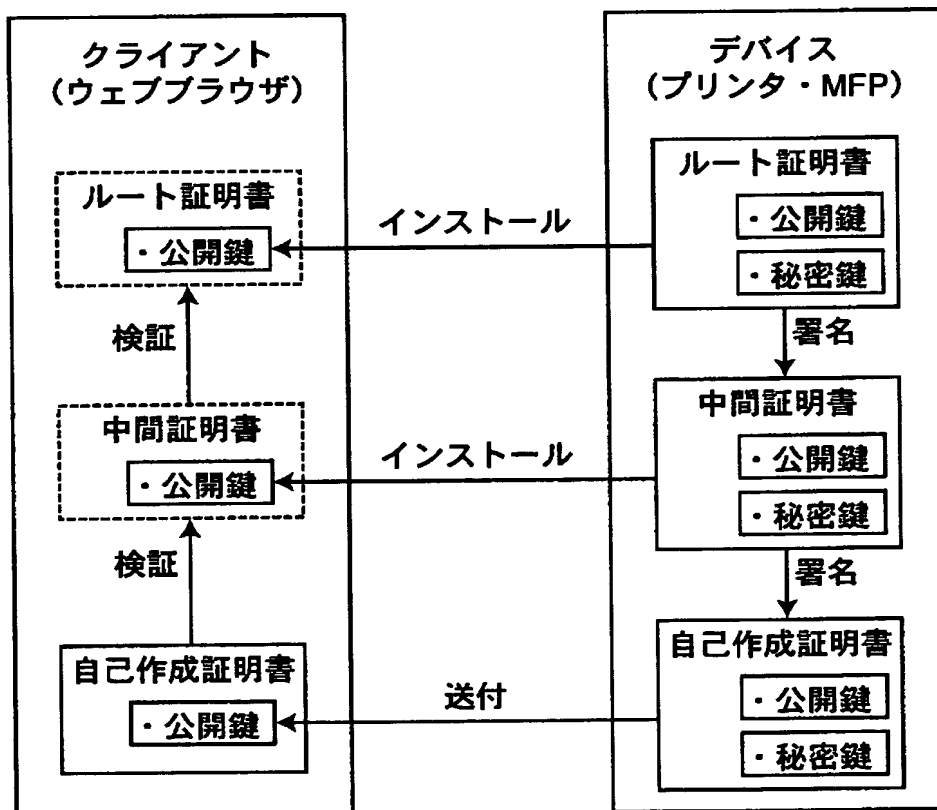 クライアント
（ウェブブラウザ）
ルート証明書
・公開鍵
検証
中間証明書
・公開鍵
検証
自己作成証明書
・公開鍵
インストール
インストール
送付
デバイス
（プリンタ・MFP）
ルート証明書
・公開鍵
・秘密鍵
署名
中間証明書
・公開鍵
・秘密鍵
署名
自己作成証明書
・公開鍵
・秘密鍵